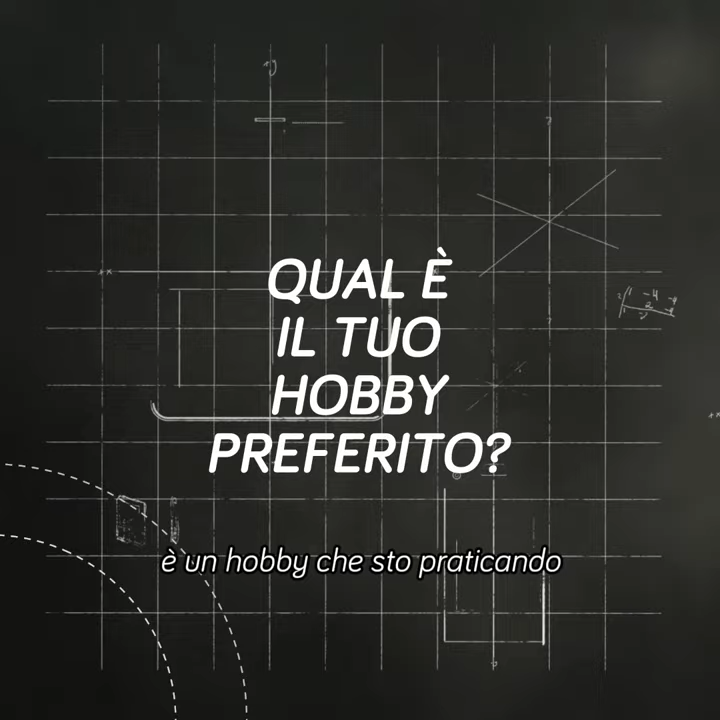 QUAL È
IL TUO
HOBBY
PREFERITO?
è un hobby che sto praticando